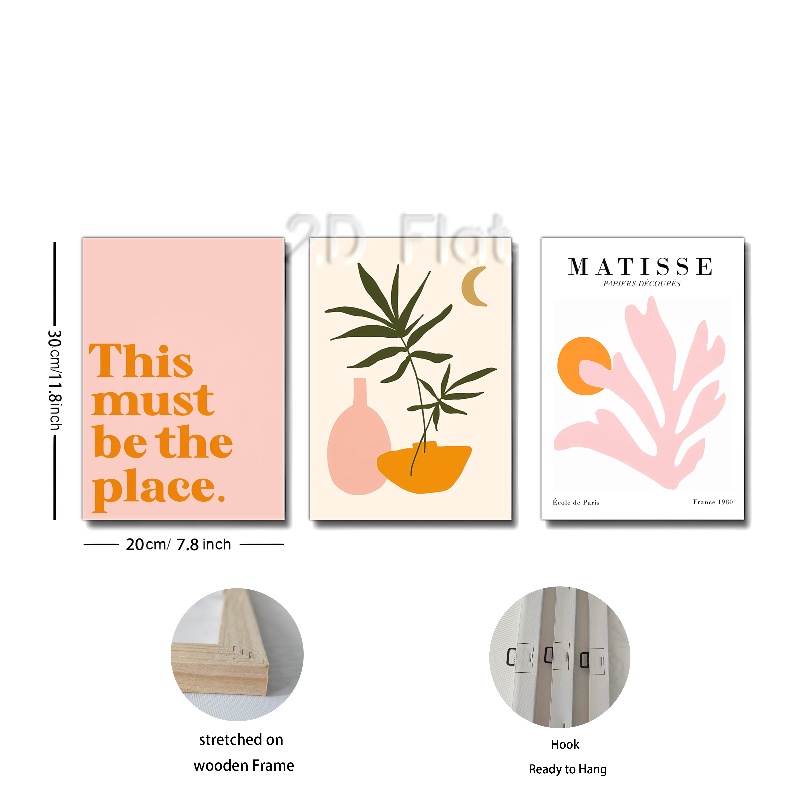 2D Flat
This
must
be the
place.
MATISSE
PAPIERS DÉCOUPÉS
École de Paris
France 1960
30cm/11.8inch
20cm/ 7.8 inch
stretched on
wooden Frame
Hook
Ready to Hang